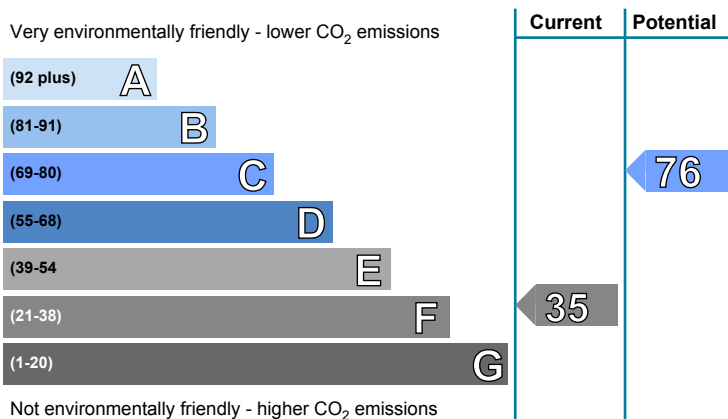 Very environmentally friendly - lower CO₂ emissions
Current
Potential
(92 plus) A
(81-91) B
(69-80) C
76
(55-68) D
(39-54 E
(21-38) F
35
(1-20) G
Not environmentally friendly - higher CO₂ emissions